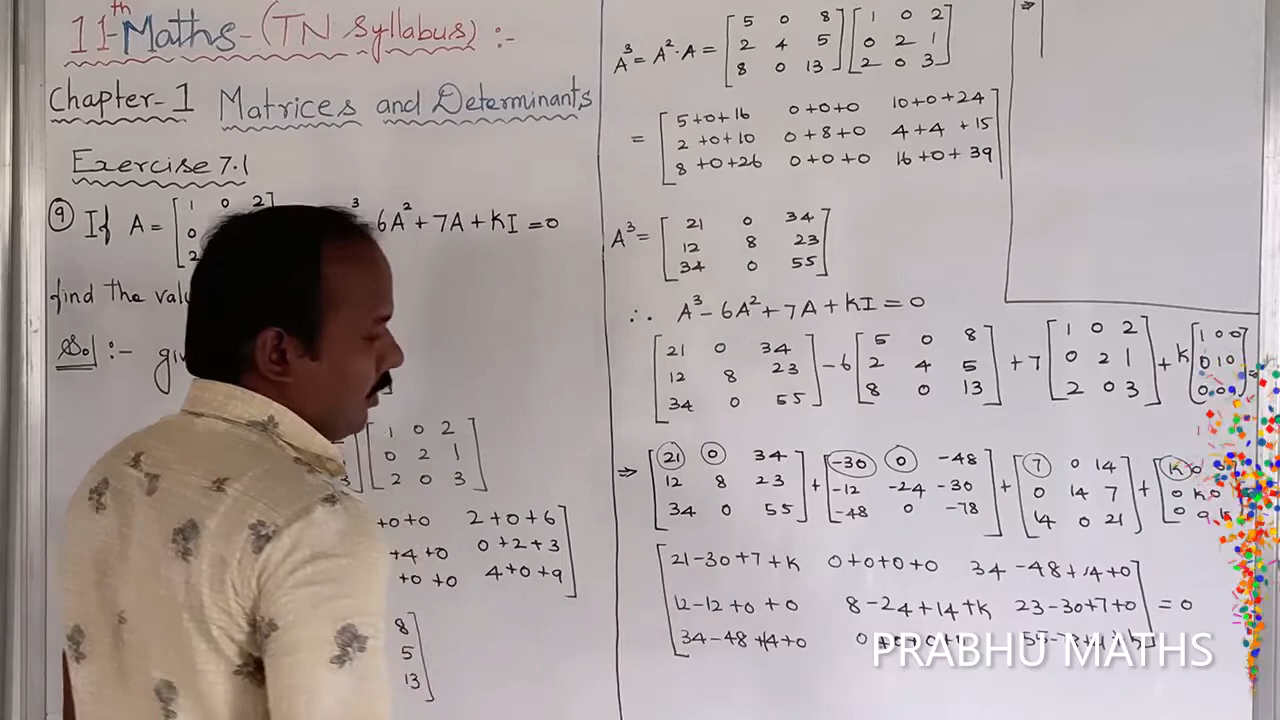 11th Maths - (TN Syllabus) :-
Chapter-1 Matrices and Determinants
Exercise 7.1
(9) If A = [ 1 0 2
0
2
3 6A² + 7A + KI = 0
find the val
Sol :- giv
[ 1 0 2
0 2 1
2 0 3 ]
3
+0+0 2+0+6
+4+0 0+2+3
+0+0 4+0+9 ]
8
5
13 ]
A³ = A²·A = [ 5 0 8 ] [ 1 0 2 ]
2 4 5 0 2 1
8 0 13 2 0 3
= [ 5+0+16 0+0+0 10+0+24
2+0+10 0+8+0 4+4+15
8+0+26 0+0+0 16+0+39 ]
A³ = [ 21 0 34
12 8 23
34 0 55 ]
∴ A³ - 6A² + 7A + KI = 0
[ 21 0 34 ] - 6 [ 5 0 8 ] + 7 [ 1 0 2 ] + K [ 1 0 0 ]
12 8 23 2 4 5 0 2 1 0 1 0
34 0 55 8 0 13 2 0 3 0 0
⇒ [ 21 0 34 ] + [ -30 0 -48 ] + [ 7 0 14 ] + [ K 0
12 8 23 -12 -24 -30 0 14 7 0 K 0
34 0 55 -48 0 -78 14 0 21 0
[ 21-30+7+K 0+0+0+0 34-48+14+0
12-12+0+0 8-24+14+K 23-30+7+0 ] = 0
34-48+14+0
PRABHU MATHS
⇒